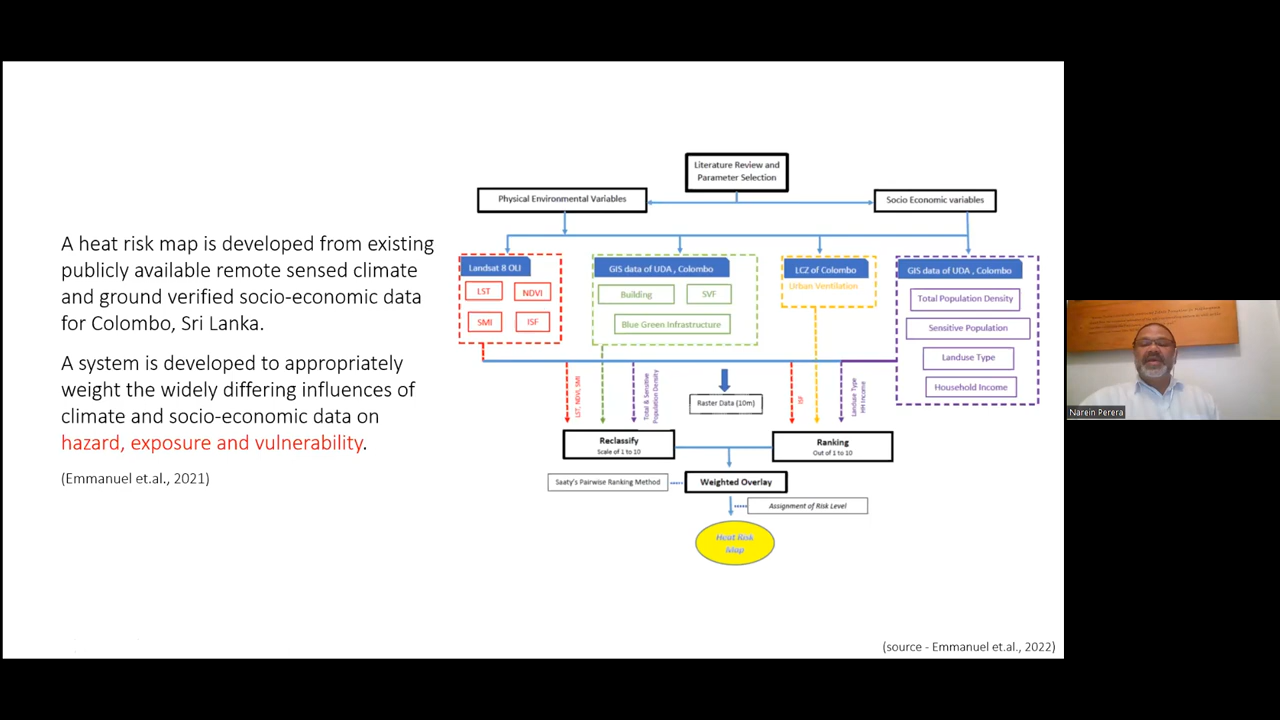 A heat risk map is developed from existing
publicly available remote sensed climate
and ground verified socio-economic data
for Colombo, Sri Lanka.
A system is developed to appropriately
weight the widely differing influences of
climate and socio-economic data on
hazard, exposure and vulnerability.
(Emmanuel et.al., 2021)
Literature Review and
Parameter Selection
Physical Environmental Variables
Socio Economic variables
Landsat 8 OLI
LST
NDVI
SMI
ISF
GIS data of UDA , Colombo
Building
SVF
Blue Green Infrastructure
LCZ of Colombo
Urban Ventilation
GIS data of UDA , Colombo
Total Population Density
Sensitive Population
Landuse Type
Household Income
LST, NDVI, SMI
Total & Sensitive
Population Density
Raster Data (10m)
ISF
Landuse Type
HH Income
Reclassify
Scale of 1 to 10
Ranking
Out of 1 to 10
Saaty's Pairwise Ranking Method
Weighted Overlay
Assignment of Risk Level
Heat Risk
Map
(source - Emmanuel et.al., 2022)
Narein Perera